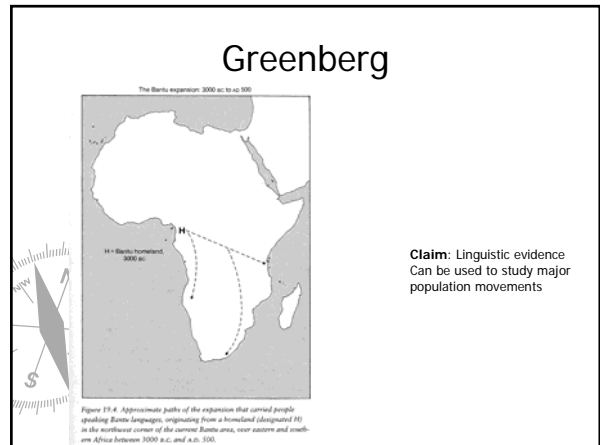 Greenberg
The Bantu expansion: 3000 BC to AD 500
H
H = Bantu homeland,
3000 BC
Claim: Linguistic evidence
Can be used to study major
population movements
NW
N
S
Figure 19.4. Approximate paths of the expansion that carried people
speaking Bantu languages, originating from a homeland (designated H)
in the northwest corner of the current Bantu area, over eastern and south-
ern Africa between 3000 B.C. and A.D. 500.